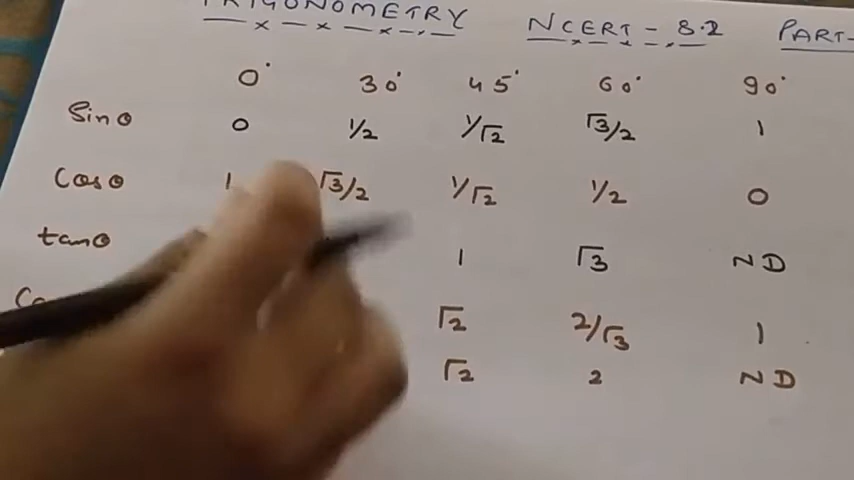 TRIGONOMETRY NCERT - 8.2 PART-
0° 30° 45° 60° 90°
Sinθ 0 1/2 1/√2 √3/2 1
Cosθ 1 √3/2 1/√2 1/2 0
tanθ 1 √3 ND
Co √2 2/√3 1
√2 2 ND